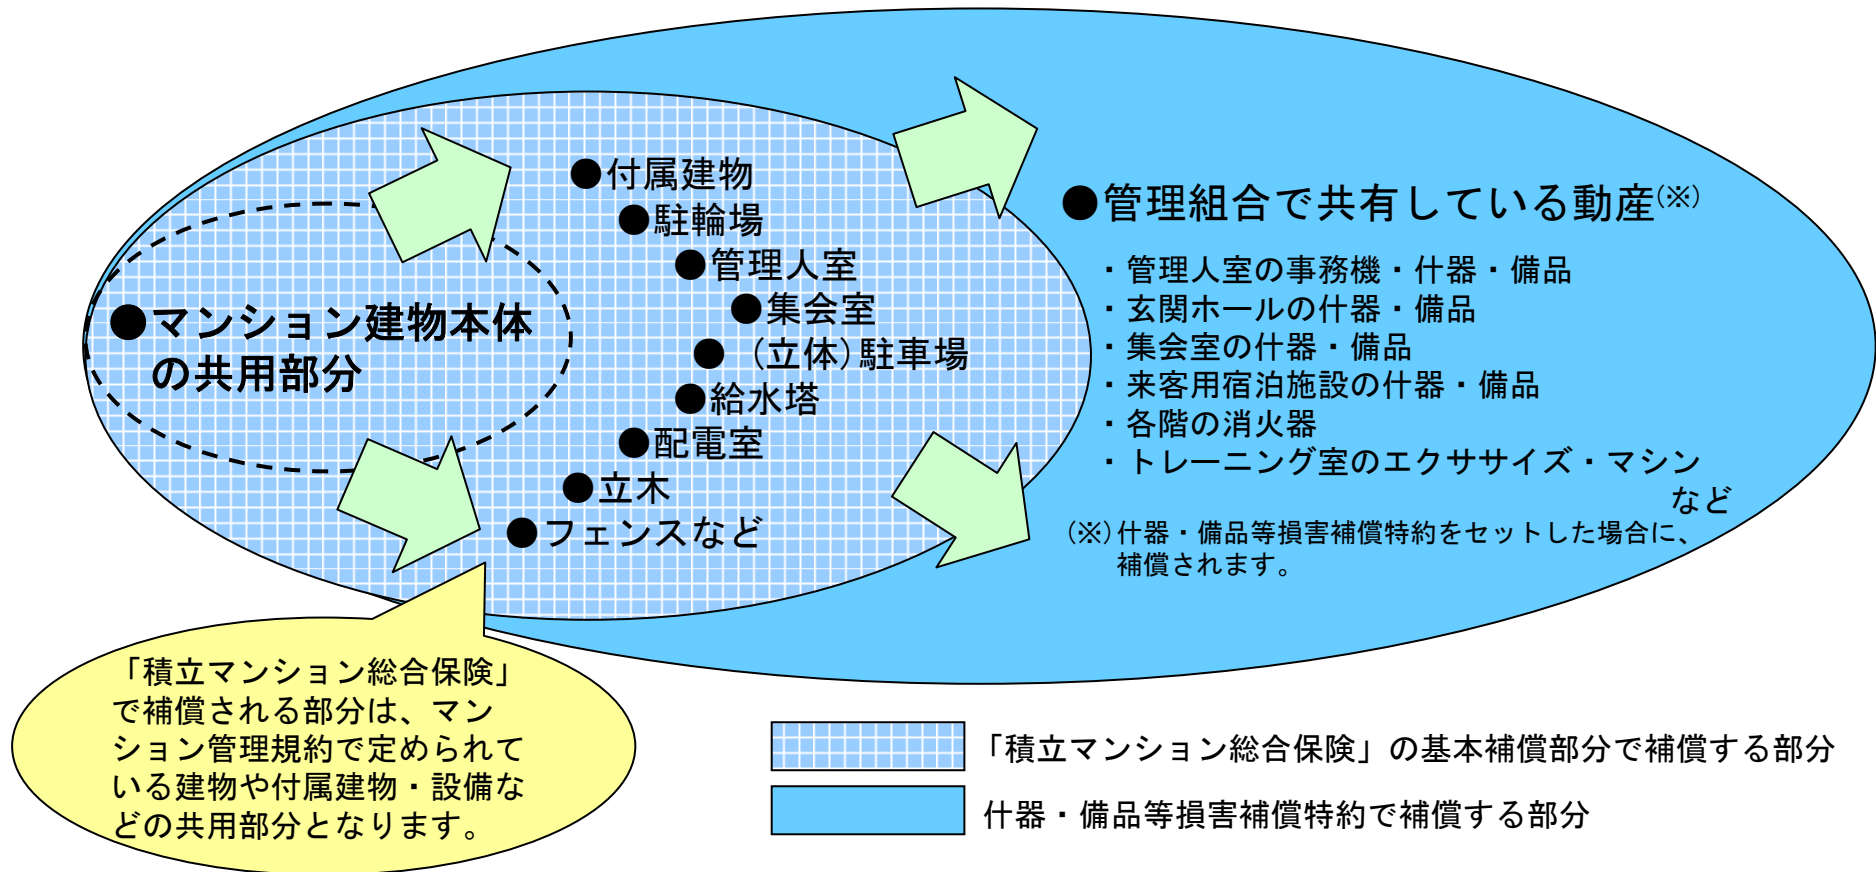 ●マンション建物本体
の共用部分
●付属建物
●駐輪場
●管理人室
●集会室
●（立体）駐車場
●給水塔
●配電室
●立木
●フェンスなど
●管理組合で共有している動産(※)
・管理人室の事務機・什器・備品
・玄関ホールの什器・備品
・集会室の什器・備品
・来客用宿泊施設の什器・備品
・各階の消火器
・トレーニング室のエクササイズ・マシン
など
(※)什器・備品等損害補償特約をセットした場合に、
補償されます。
「積立マンション総合保険」
で補償される部分は、マン
ション管理規約で定められて
いる建物や付属建物・設備な
どの共用部分となります。
「積立マンション総合保険」の基本補償部分で補償する部分
什器・備品等損害補償特約で補償する部分